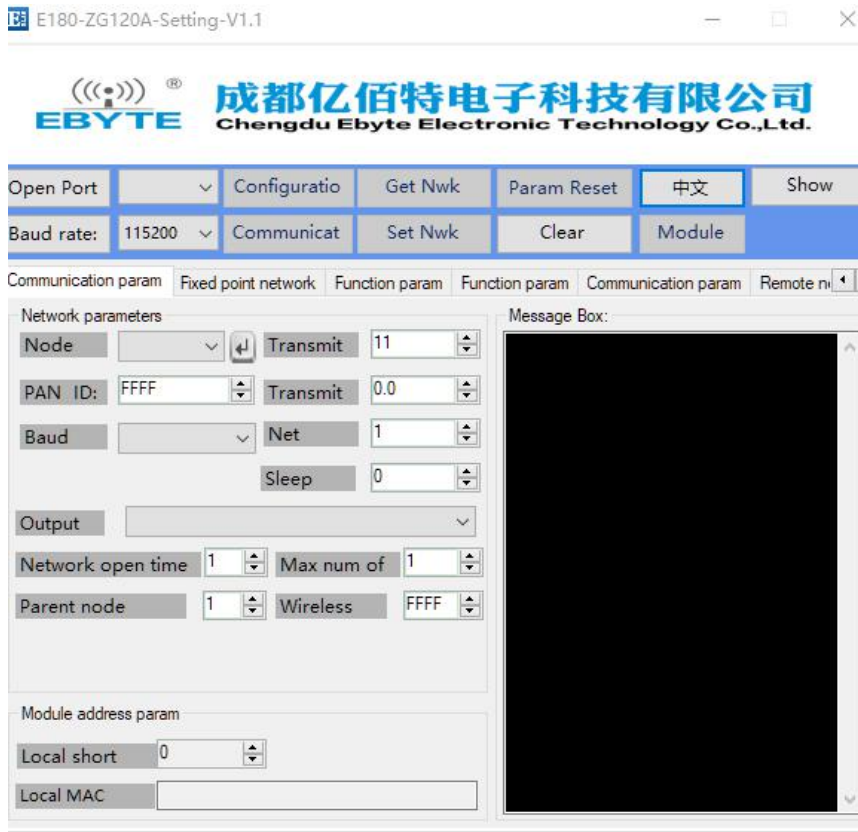 E180-ZG120A-Setting-V1.1
((( ))) ®
EBYTE
成都亿佰特电子科技有限公司
Chengdu Ebyte Electronic Technology Co.,Ltd.
Open Port Configuratio Get Nwk Param Reset 中文 Show
Baud rate: 115200 Communicat Set Nwk Clear Module
Communication param Fixed point network Function param Function param Communication param Remote n
Network parameters
Message Box:
Node Transmit 11
PAN ID: FFFF Transmit 0.0
Baud Net 1
Sleep 0
Output
Network open time 1 Max num of 1
Parent node 1 Wireless FFFF
Module address param
Local short 0
Local MAC